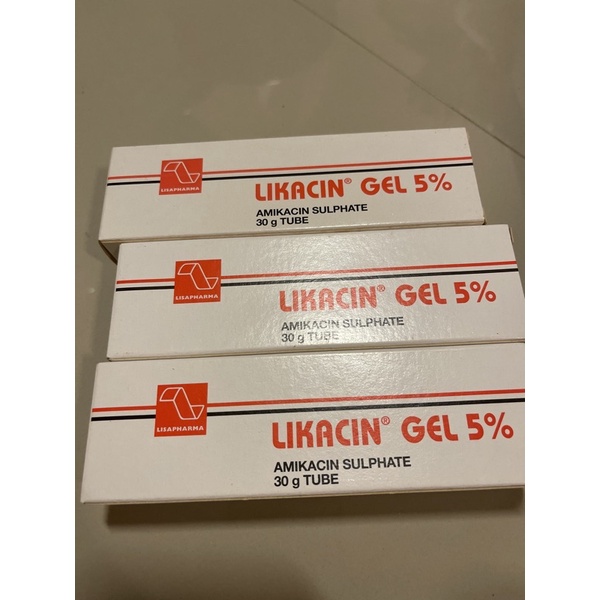 LISAPHARMA
LIKACIN® GEL 5%
AMIKACIN SULPHATE
30 g TUBE
LISAPHARMA
LIKACIN® GEL 5%
AMIKACIN SULPHATE
30 g TUBE
LISAPHARMA
LIKACIN® GEL 5%
AMIKACIN SULPHATE
30 g TUBE